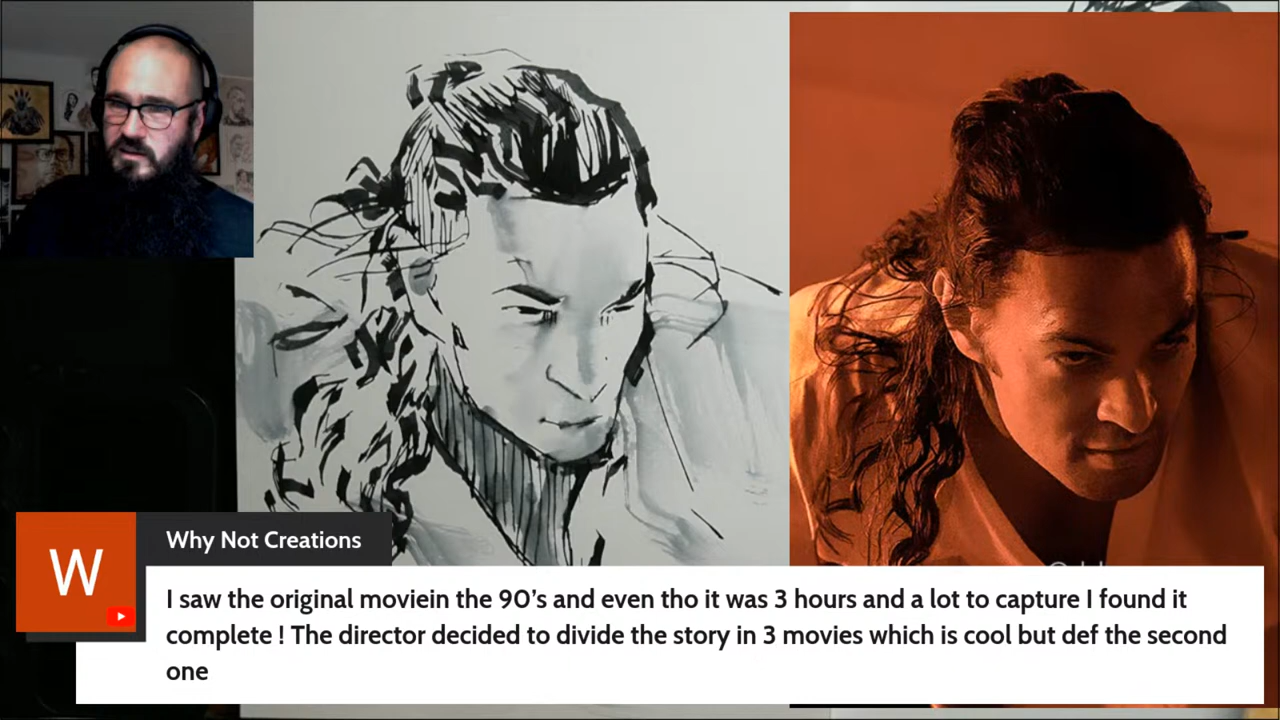 W
Why Not Creations
I saw the original moviein the 90's and even tho it was 3 hours and a lot to capture I found it
complete ! The director decided to divide the story in 3 movies which is cool but def the second
one